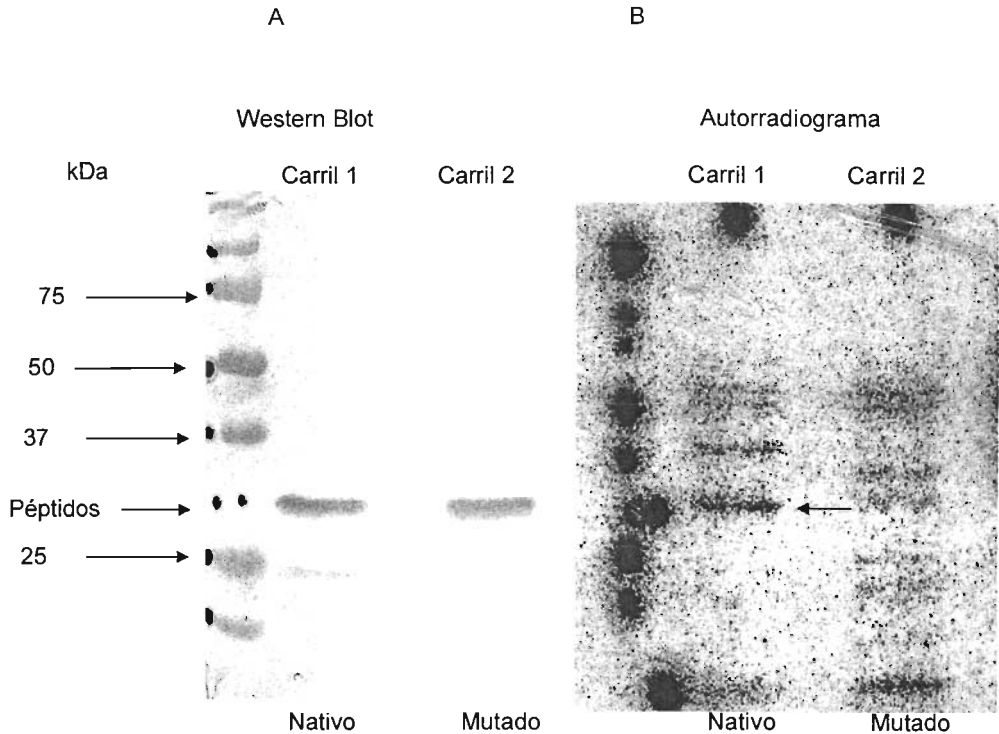 A
B
Western Blot
Autorradiograma
kDa
Carril 1
Carril 2
Carril 1
Carril 2
75
50
37
Péptidos
25
Nativo
Mutado
Nativo
Mutado